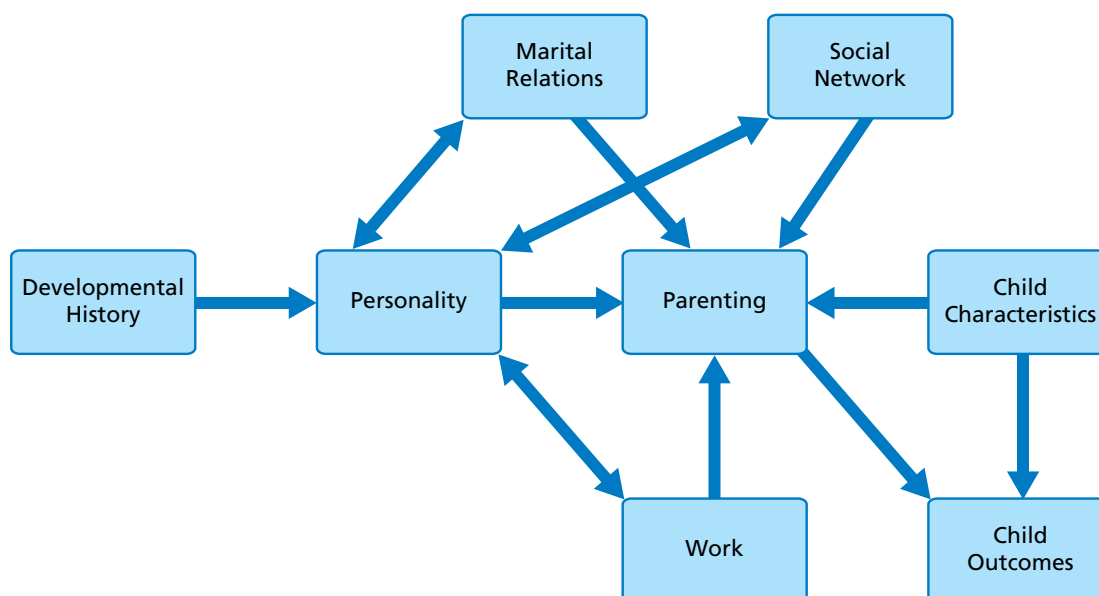 Marital
Relations
Social
Network
Developmental
History
Personality
Parenting
Child
Characteristics
Work
Child
Outcomes